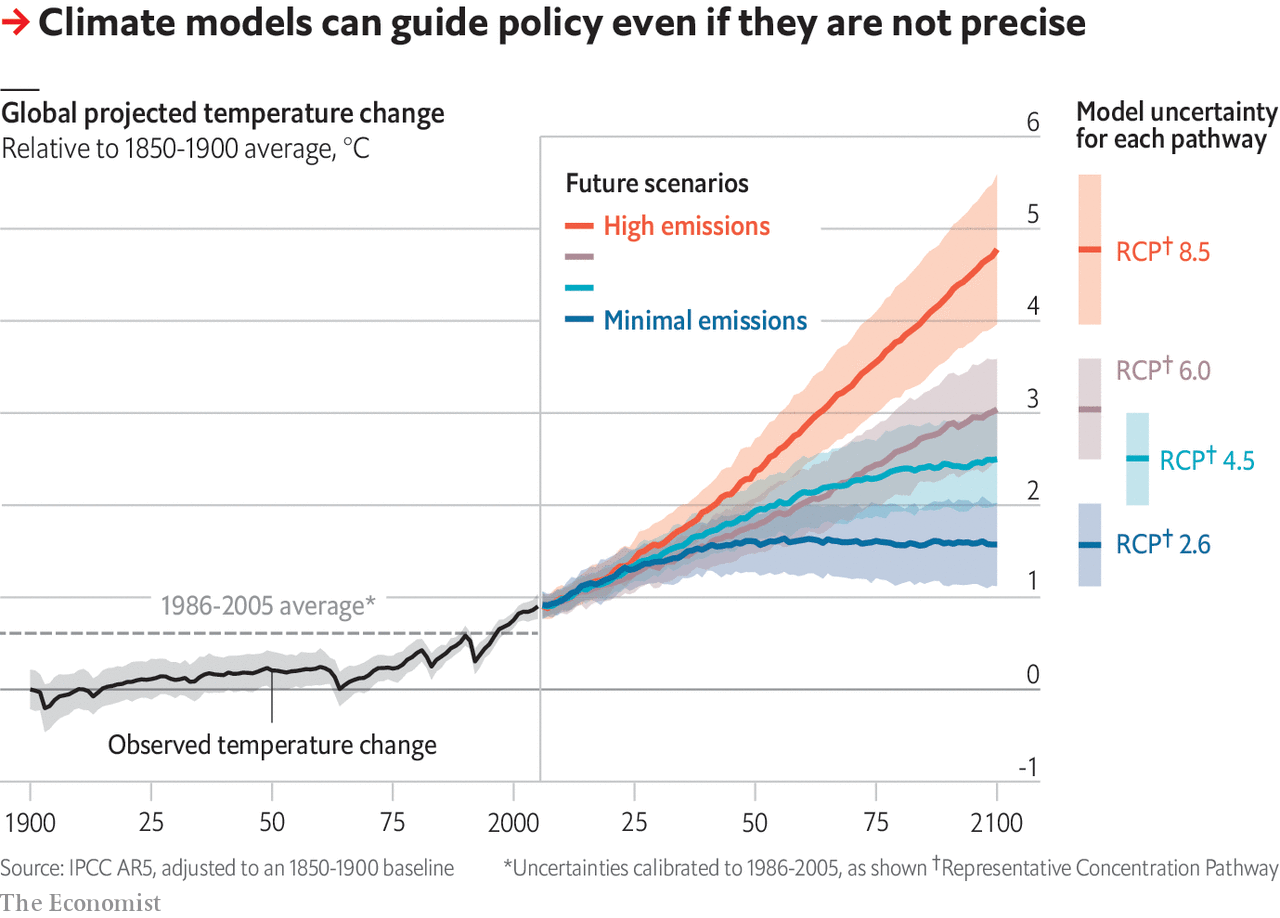 → Climate models can guide policy even if they are not precise
Global projected temperature change
Relative to 1850-1900 average, °C
Model uncertainty
for each pathway
Future scenarios
High emissions
Minimal emissions
6
5
4
3
2
1
0
-1
RCP† 8.5
RCP† 6.0
RCP† 4.5
RCP† 2.6
1986-2005 average*
Observed temperature change
1900 25 50 75 2000 25 50 75 2100
Source: IPCC AR5, adjusted to an 1850-1900 baseline *Uncertainties calibrated to 1986-2005, as shown †Representative Concentration Pathway
The Economist